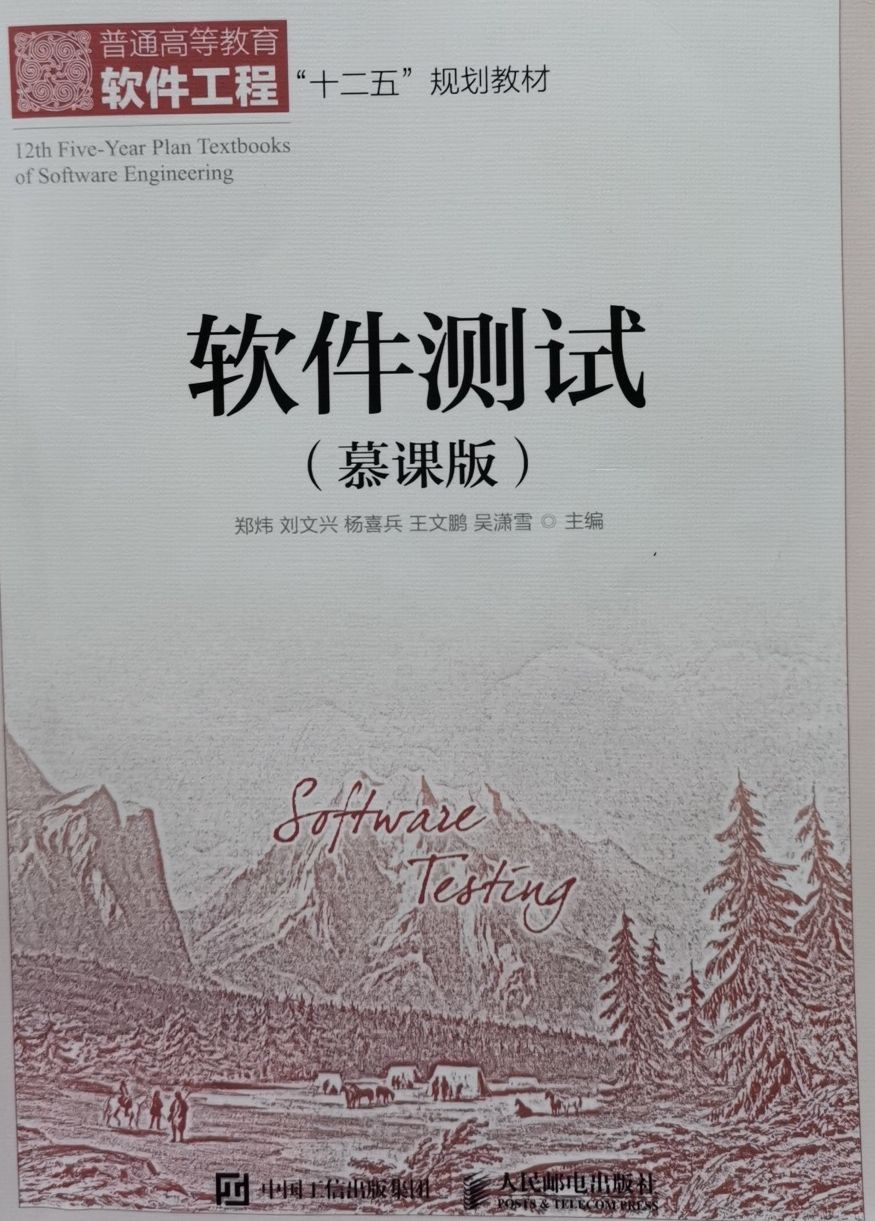 普通高等教育
软件工程
“十二五”规划教材
12th Five-Year Plan Textbooks
of Software Engineering
软件测试
（慕课版）
郑炜 刘文兴 杨喜兵 王文鹏 吴潇雪 ◎ 主编
Software
Testing
中国工信出版集团
人民邮电出版社
POSTS & TELECOM PRESS